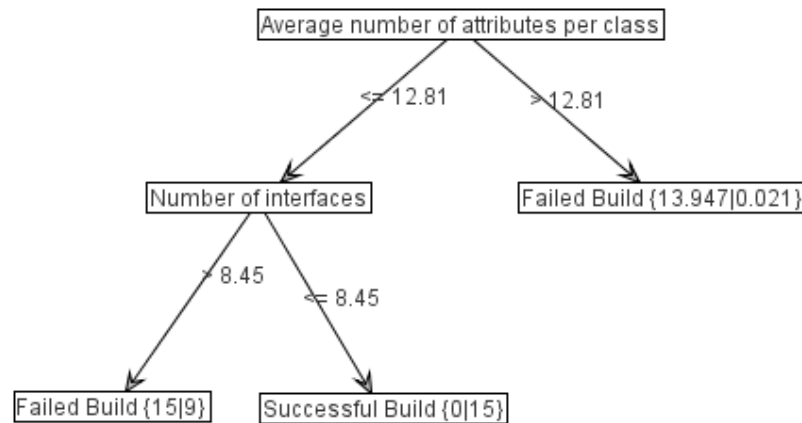 Average number of attributes per class
<= 12.81
> 12.81
Number of interfaces
Failed Build {13.947|0.021}
> 8.45
<= 8.45
Failed Build {15|9}
Successful Build {0|15}